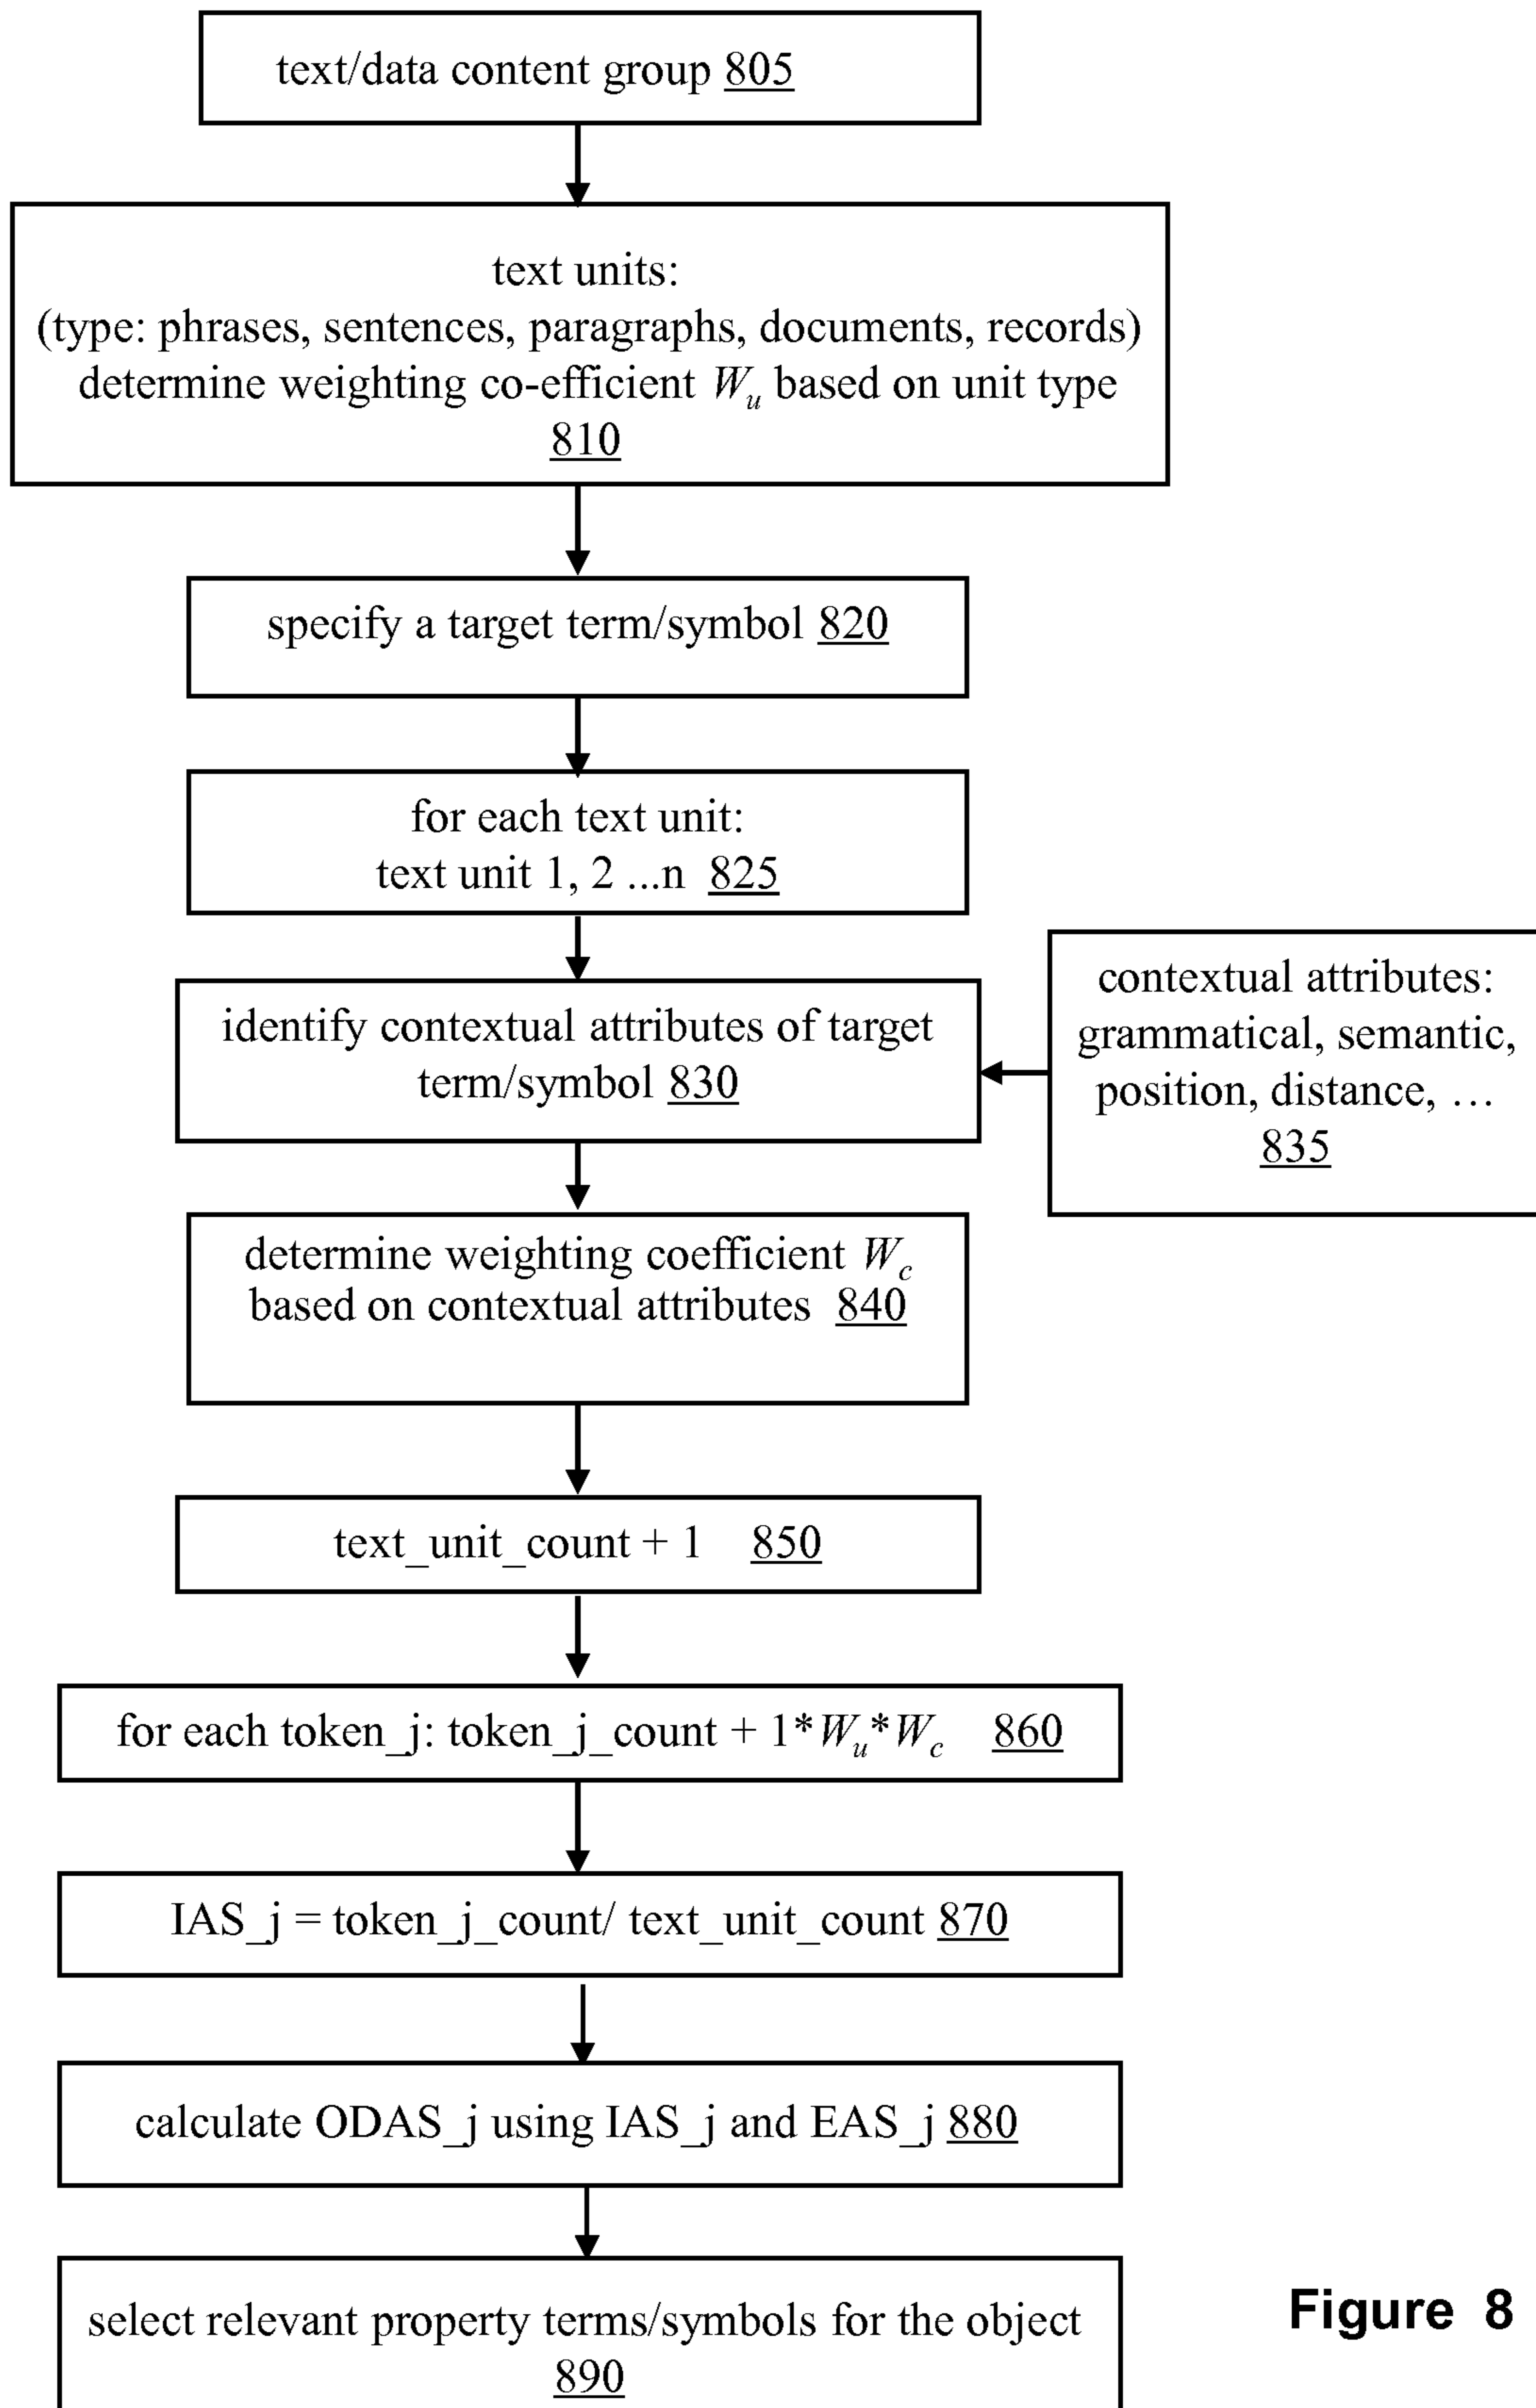 text/data content group 805
text units:
(type: phrases, sentences, paragraphs, documents, records)
determine weighting co-efficient Wu based on unit type
810
specify a target term/symbol 820
for each text unit:
text unit 1, 2 ...n 825
identify contextual attributes of target
term/symbol 830
contextual attributes:
grammatical, semantic,
position, distance, …
835
determine weighting coefficient Wc
based on contextual attributes 840
text_unit_count + 1 850
for each token_j: token_j_count + 1*Wu*Wc 860
IAS_j = token_j_count/ text_unit_count 870
calculate ODAS_j using IAS_j and EAS_j 880
select relevant property terms/symbols for the object
890
Figure 8